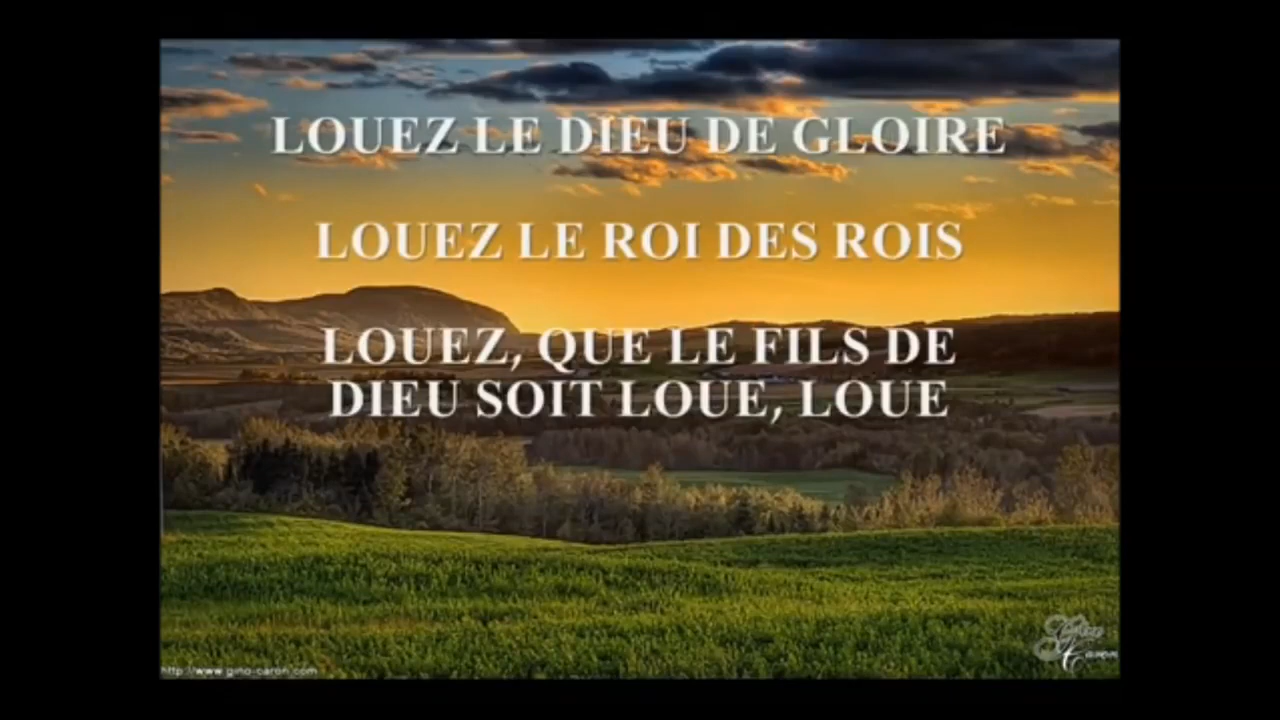 LOUEZ LE DIEU DE GLOIRE
LOUEZ LE ROI DES ROIS
LOUEZ, QUE LE FILS DE
DIEU SOIT LOUE, LOUE
http://www.gino-caron.com
Caron